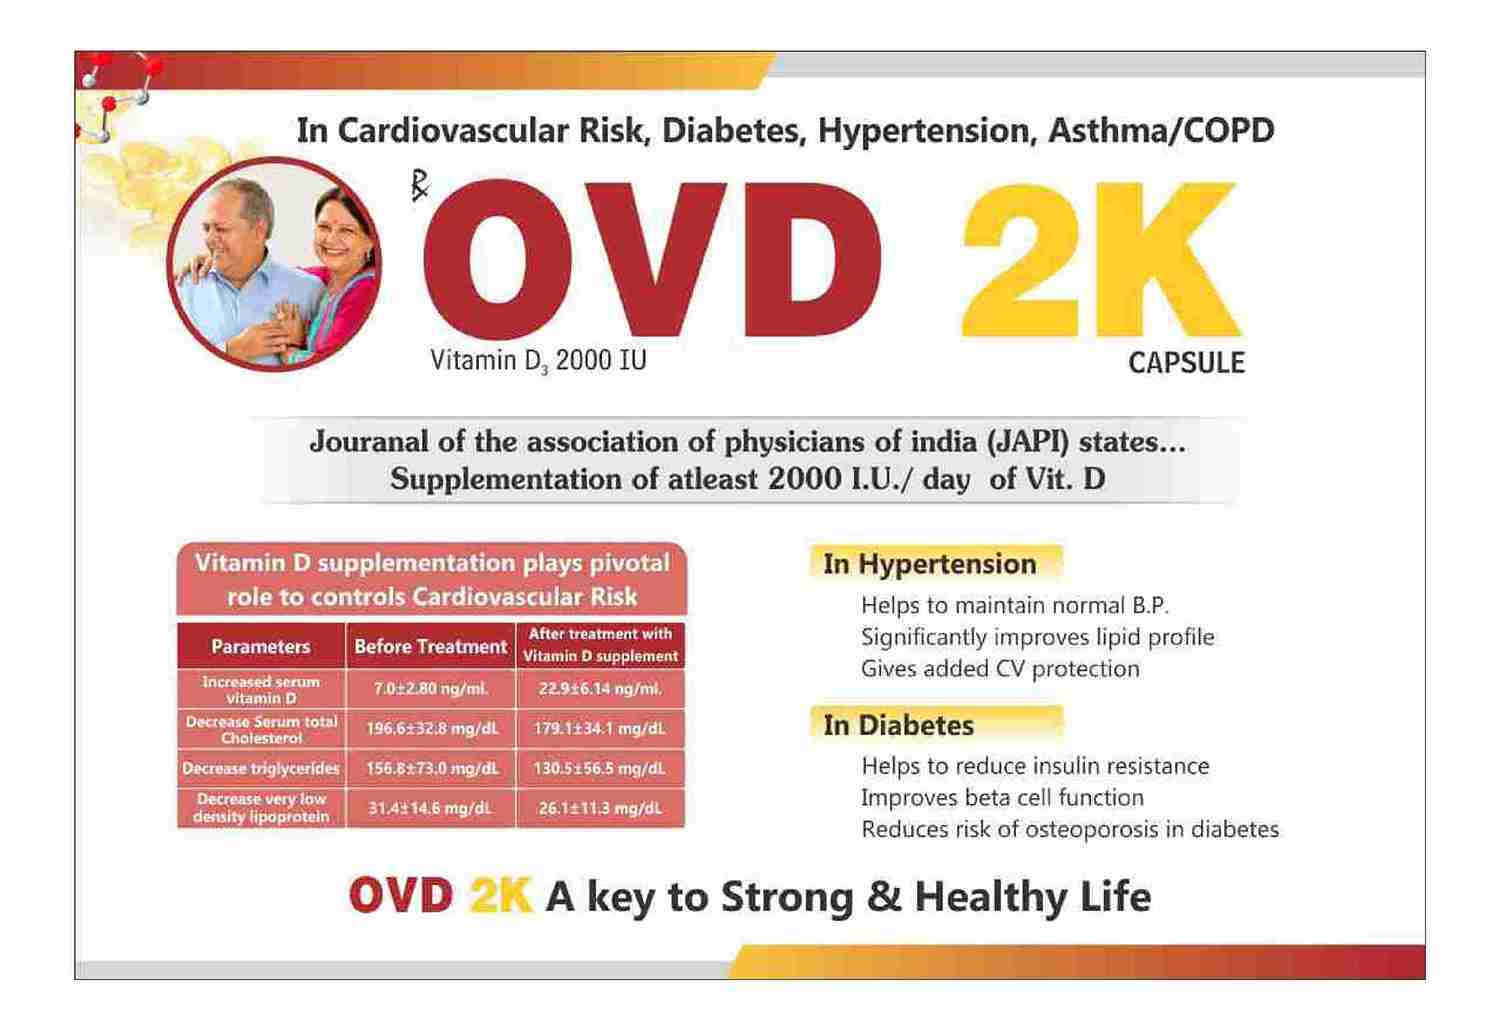 In Cardiovascular Risk, Diabetes, Hypertension, Asthma/COPD
℞ OVD 2K
Vitamin D₃ 2000 IU
CAPSULE
Jouranal of the association of physicians of india (JAPI) states...
Supplementation of atleast 2000 I.U./ day of Vit. D
Vitamin D supplementation plays pivotal
role to controls Cardiovascular Risk
Parameters Before Treatment After treatment with
Vitamin D supplement
Increased serum
vitamin D 7.0±2.80 ng/ml. 22.9±6.14 ng/ml.
Decrease Serum total
Cholesterol 196.6±32.8 mg/dL 179.1±34.1 mg/dL
Decrease triglycerides 156.8±73.0 mg/dL 130.5±56.5 mg/dL
Decrease very low
density lipoprotein 31.4±14.6 mg/dL 26.1±11.3 mg/dL
In Hypertension
Helps to maintain normal B.P.
Significantly improves lipid profile
Gives added CV protection
In Diabetes
Helps to reduce insulin resistance
Improves beta cell function
Reduces risk of osteoporosis in diabetes
OVD 2K A key to Strong & Healthy Life